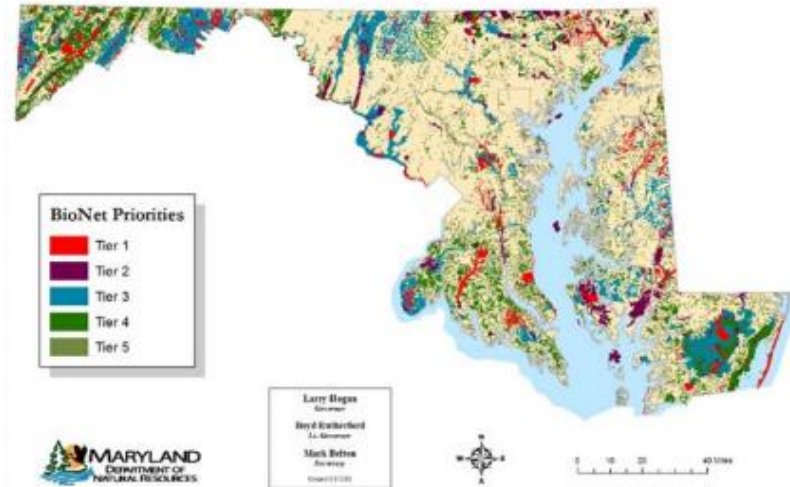 BioNet Priorities
Tier 1
Tier 2
Tier 3
Tier 4
Tier 5
Larry Hogan
Governor
Boyd Rutherford
Lt. Governor
Mark Belton
Secretary
N
W
E
S
0
10
20
40 Miles
MARYLAND
DEPARTMENT OF
NATURAL RESOURCES